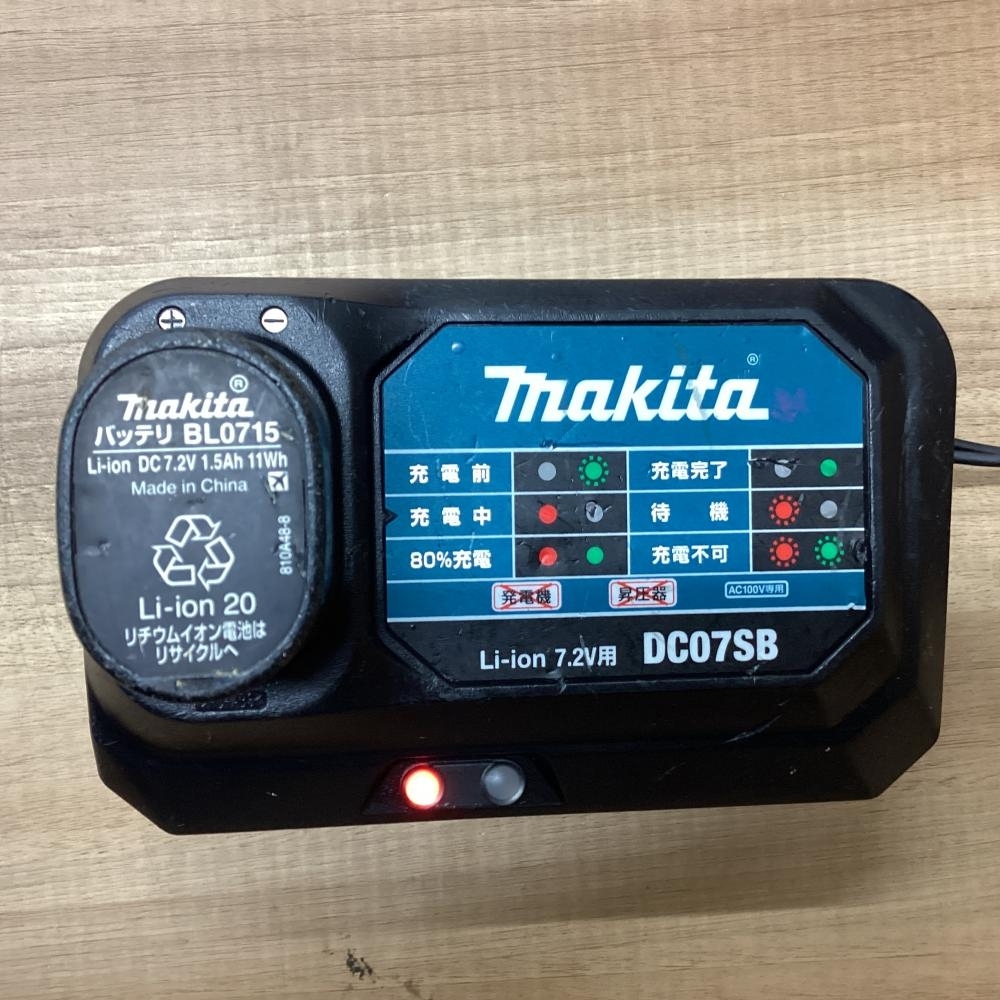 + −
makita®
バッテリ BL0715
Li-ion DC7.2V 1.5Ah 11Wh
Made in China
810A48-8
Li-ion 20
リチウムイオン電池は
リサイクルへ
makita®
充電前
充電完了
充電中
待機
80%充電
充電不可
発電機 昇圧器 AC100V専用
Li-ion 7.2V用 DC07SB